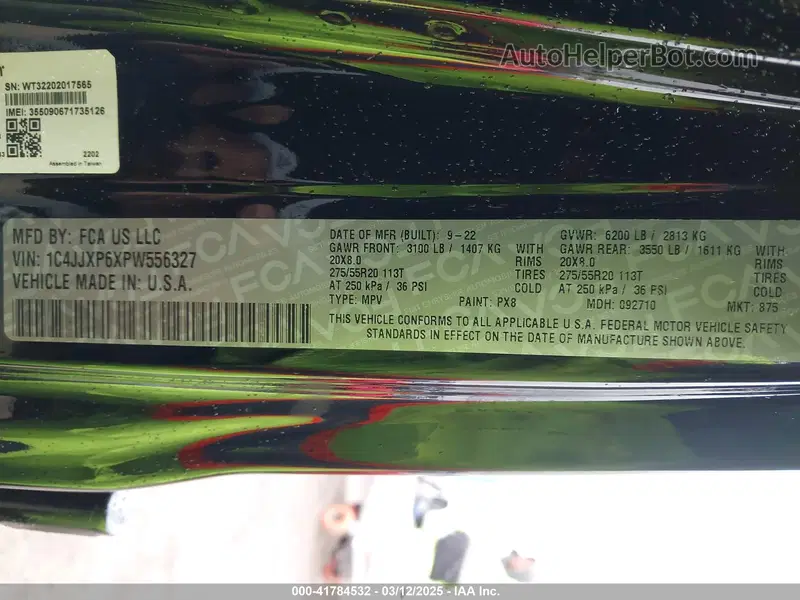 AutoHelperBot.com
SN: WT32202017565
IMEI: 355090671735126
2202
Assembled in Taiwan
MFD BY: FCA US LLC
VIN: 1C4JJXP6XPW556327
VEHICLE MADE IN U.S.A.
DATE OF MFR (BUILT): 9-22 GVWR: 6200 LB / 2813 KG
GAWR FRONT: 3100 LB / 1407 KG WITH GAWR REAR: 3550 LB / 1611 KG WITH
20X8.0 RIMS 20X8.0 RIMS
275/55R20 113T TIRES 275/55R20 113T TIRES
AT 250 kPa / 36 PSI COLD AT 250 kPa / 36 PSI COLD
TYPE: MPV PAINT: PX8 MDH: 092710 MKT: 875
THIS VEHICLE CONFORMS TO ALL APPLICABLE U.S.A. FEDERAL MOTOR VEHICLE SAFETY
STANDARDS IN EFFECT ON THE DATE OF MANUFACTURE SHOWN ABOVE.
000-41784532 - 03/12/2025 - IAA Inc.